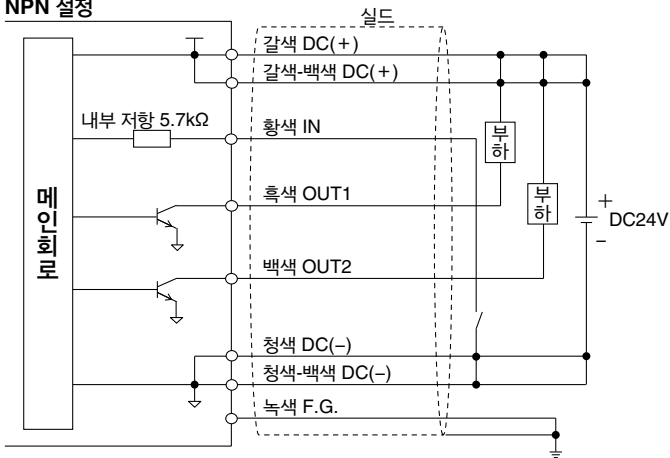 NPN 설정
실드
갈색 DC(+)
갈색-백색 DC(+)
내부 저항 5.7kΩ
황색 IN
부하
메인회로
흑색 OUT1
부하
+
DC24V
−
백색 OUT2
청색 DC(−)
청색-백색 DC(−)
녹색 F.G.